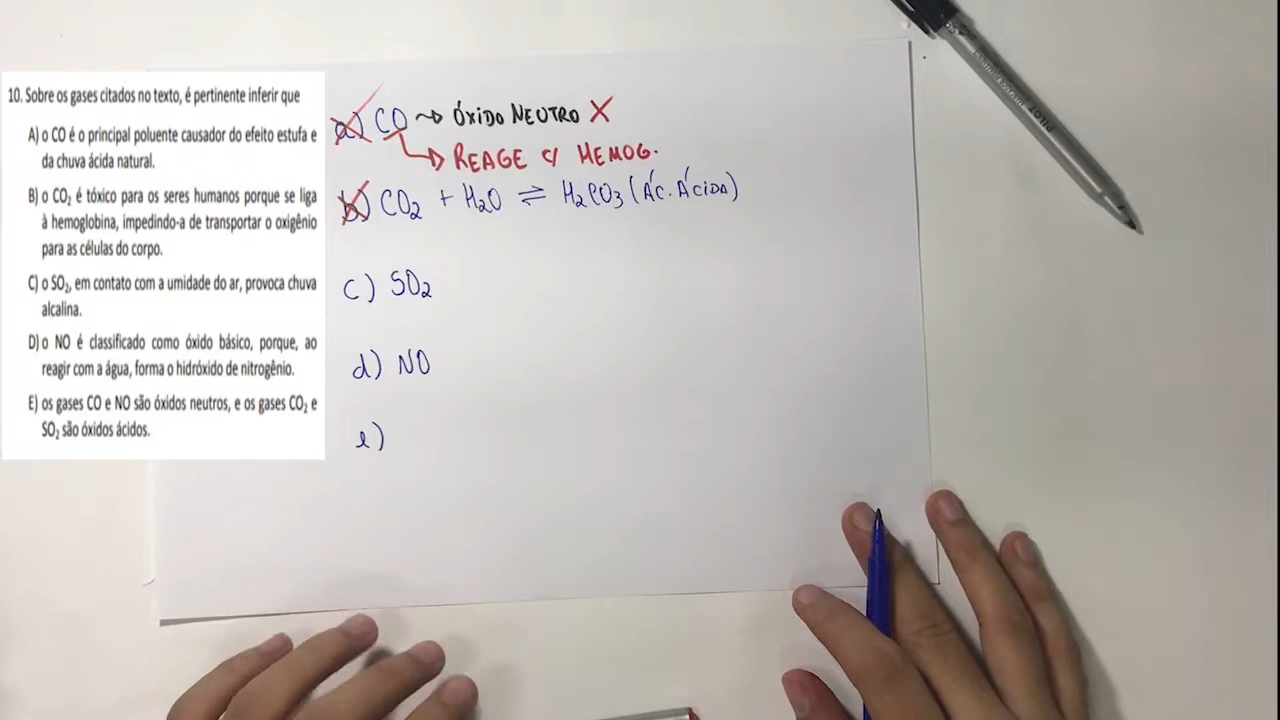 10. Sobre os gases citados no texto, é pertinente inferir que
A) o CO é o principal poluente causador do efeito estufa e
da chuva ácida natural.
B) o CO₂ é tóxico para os seres humanos porque se liga
à hemoglobina, impedindo-a de transportar o oxigênio
para as células do corpo.
C) o SO₂, em contato com a umidade do ar, provoca chuva
alcalina.
D) o NO é classificado como óxido básico, porque, ao
reagir com a água, forma o hidróxido de nitrogênio.
E) os gases CO e NO são óxidos neutros, e os gases CO₂ e
SO₂ são óxidos ácidos.
a) CO ⤳ ÓXIDO NEUTRO X
REAGE C/ HEMOG.
b) CO₂ + H₂O ⇌ H₂CO₃ (ÁC. ÁCIDA)
c) SO₂
d) NO
e)
PILOT